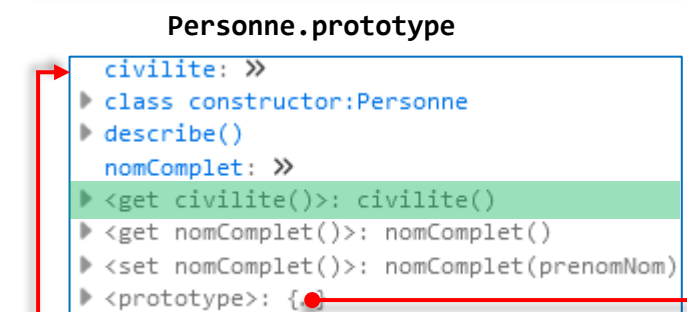 Personne.prototype
civilite: »
▶ class constructor:Personne
▶ describe()
nomComplet: »
▶ <get civilite()>: civilite()
▶ <get nomComplet()>: nomComplet()
▶ <set nomComplet()>: nomComplet(prenomNom)
▶ <prototype>: {…}